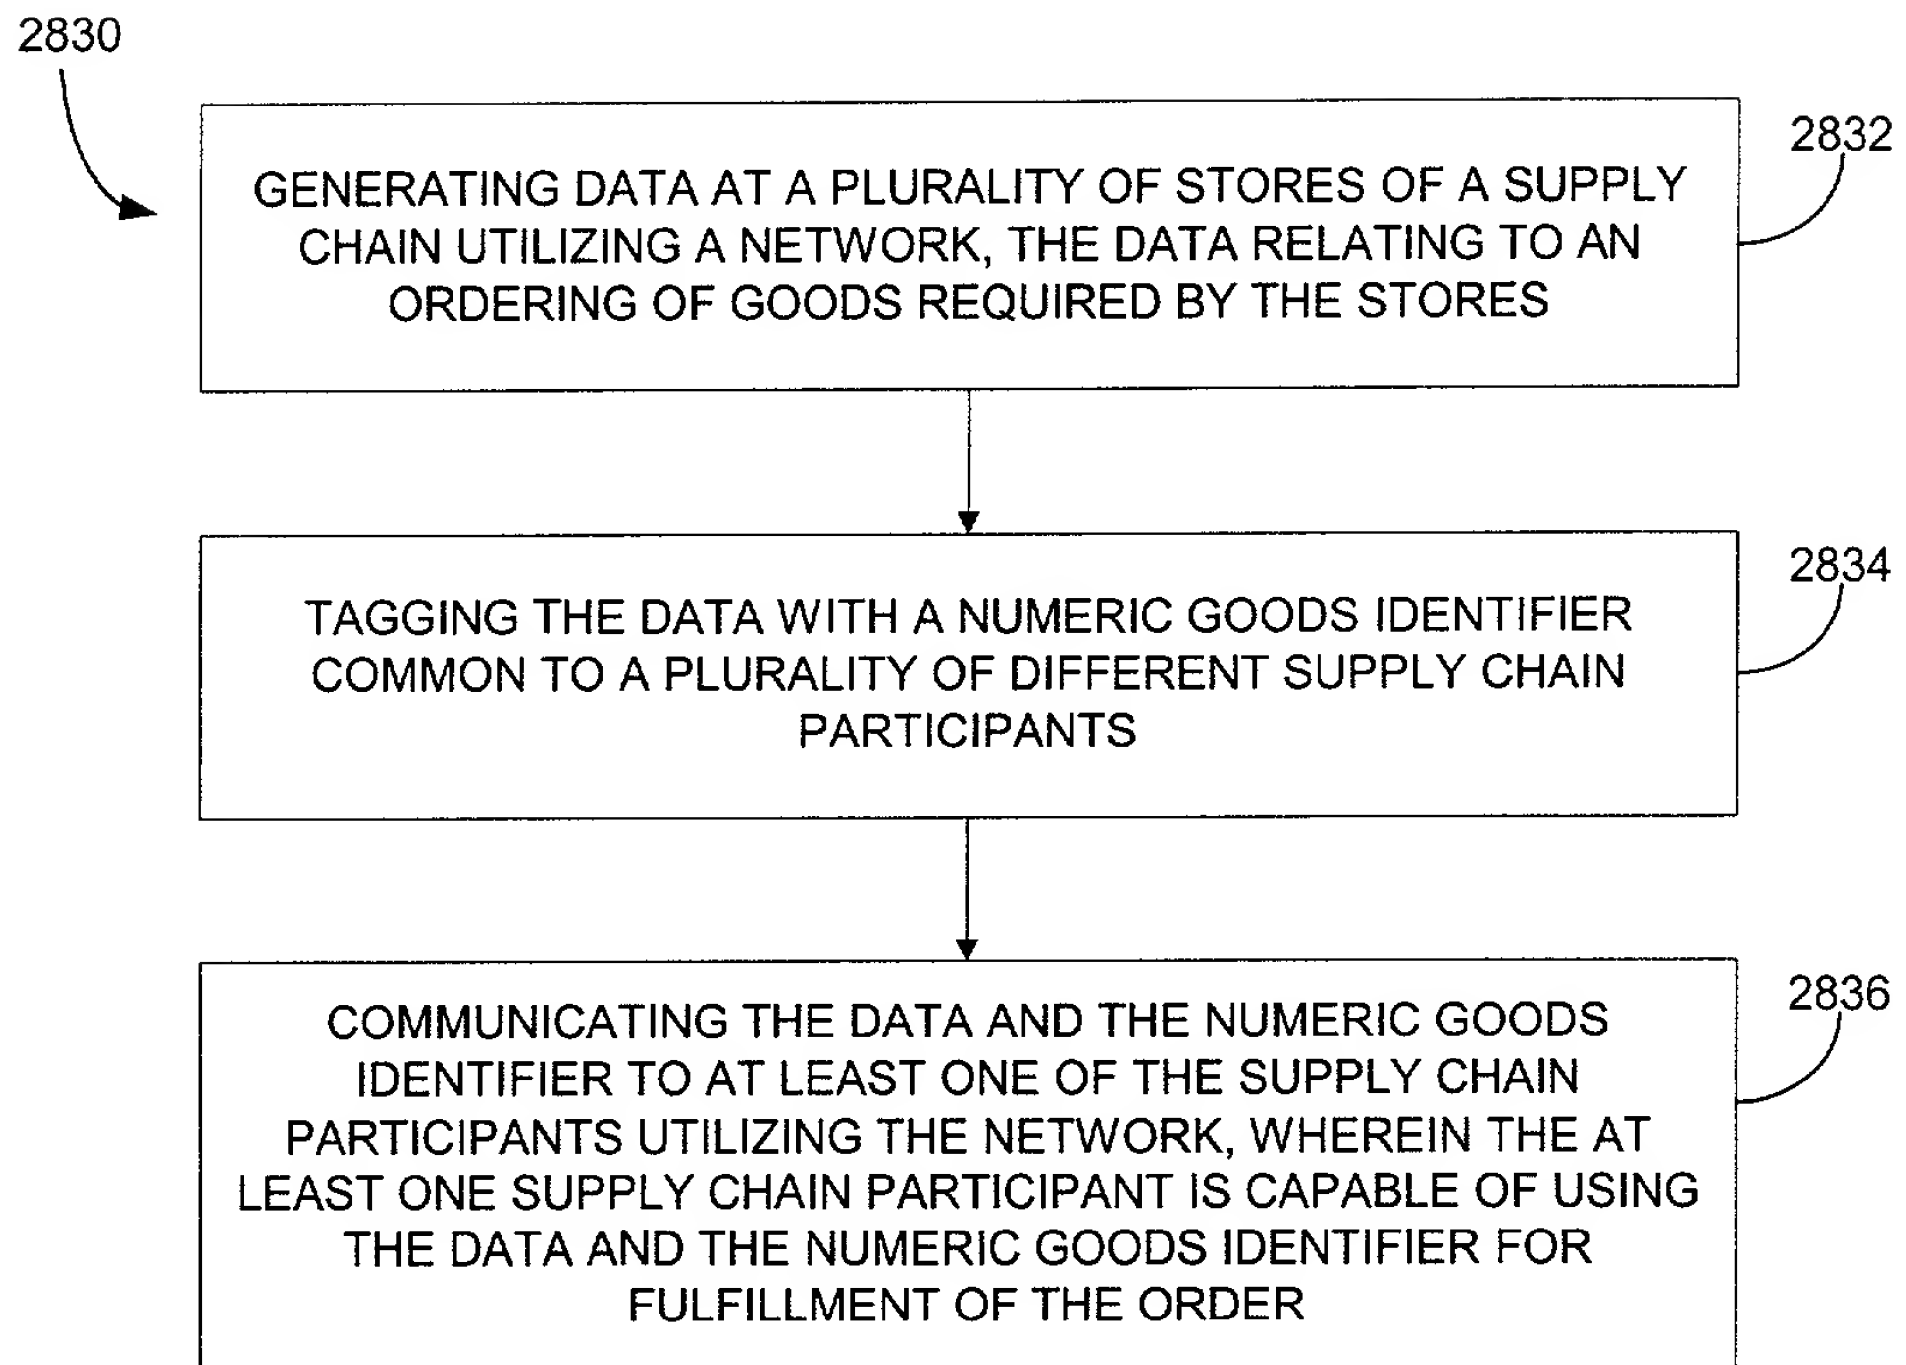 2830
2832
GENERATING DATA AT A PLURALITY OF STORES OF A SUPPLY
CHAIN UTILIZING A NETWORK, THE DATA RELATING TO AN
ORDERING OF GOODS REQUIRED BY THE STORES
2834
TAGGING THE DATA WITH A NUMERIC GOODS IDENTIFIER
COMMON TO A PLURALITY OF DIFFERENT SUPPLY CHAIN
PARTICIPANTS
2836
COMMUNICATING THE DATA AND THE NUMERIC GOODS
IDENTIFIER TO AT LEAST ONE OF THE SUPPLY CHAIN
PARTICIPANTS UTILIZING THE NETWORK, WHEREIN THE AT
LEAST ONE SUPPLY CHAIN PARTICIPANT IS CAPABLE OF USING
THE DATA AND THE NUMERIC GOODS IDENTIFIER FOR
FULFILLMENT OF THE ORDER